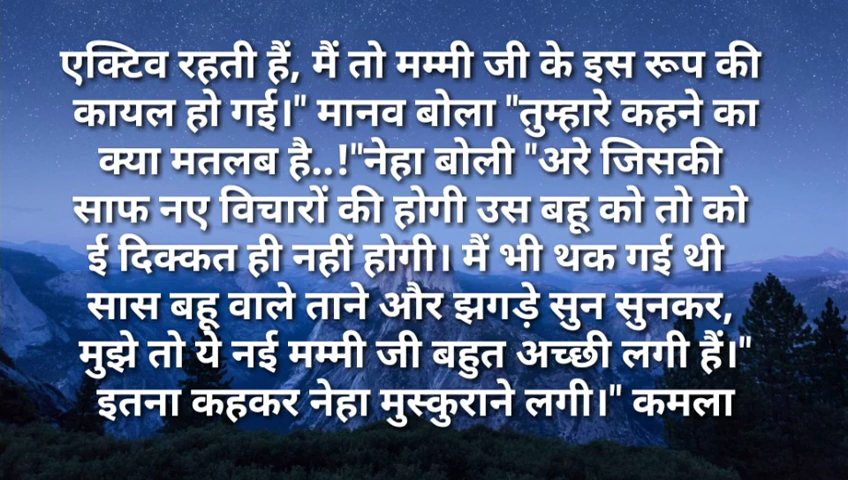 एक्टिव रहती हैं, मैं तो मम्मी जी के इस रूप की
कायल हो गई।" मानव बोला "तुम्हारे कहने का
क्या मतलब है..!"नेहा बोली "अरे जिसकी
साफ नए विचारों की होगी उस बहू को तो को
ई दिक्कत ही नहीं होगी। मैं भी थक गई थी
सास बहू वाले ताने और झगड़े सुन सुनकर,
मुझे तो ये नई मम्मी जी बहुत अच्छी लगी हैं।"
इतना कहकर नेहा मुस्कुराने लगी।" कमला